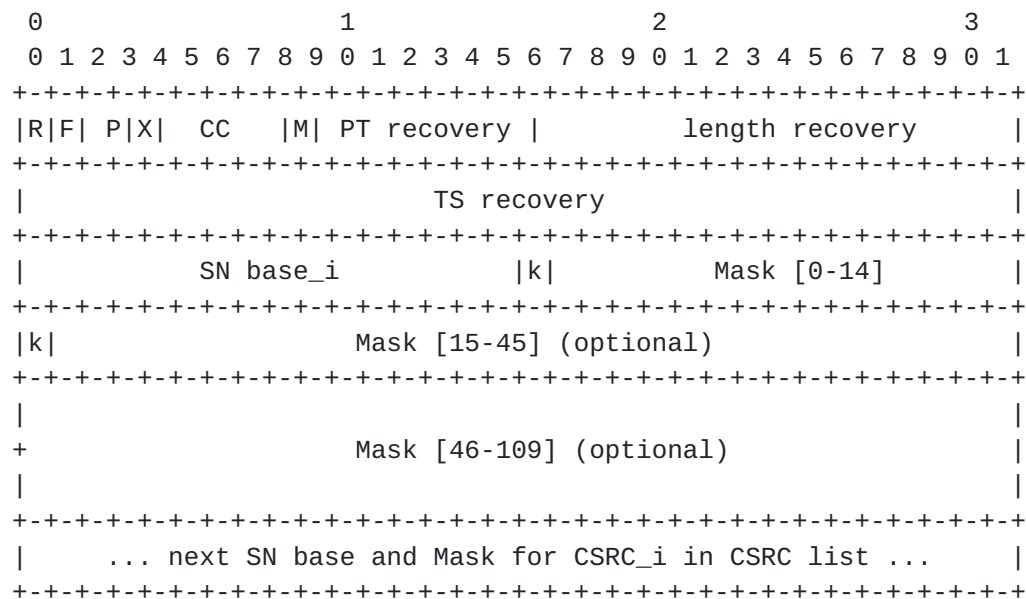 0                   1                   2                   3
 0 1 2 3 4 5 6 7 8 9 0 1 2 3 4 5 6 7 8 9 0 1 2 3 4 5 6 7 8 9 0 1
+-+-+-+-+-+-+-+-+-+-+-+-+-+-+-+-+-+-+-+-+-+-+-+-+-+-+-+-+-+-+-+-+
|R|F| P|X|  CC   |M| PT recovery |         length recovery      |
+-+-+-+-+-+-+-+-+-+-+-+-+-+-+-+-+-+-+-+-+-+-+-+-+-+-+-+-+-+-+-+-+
|                          TS recovery                          |
+-+-+-+-+-+-+-+-+-+-+-+-+-+-+-+-+-+-+-+-+-+-+-+-+-+-+-+-+-+-+-+-+
|           SN base_i           |k|          Mask [0-14]        |
+-+-+-+-+-+-+-+-+-+-+-+-+-+-+-+-+-+-+-+-+-+-+-+-+-+-+-+-+-+-+-+-+
|k|                   Mask [15-45] (optional)                   |
+-+-+-+-+-+-+-+-+-+-+-+-+-+-+-+-+-+-+-+-+-+-+-+-+-+-+-+-+-+-+-+-+
|                                                               |
+                     Mask [46-109] (optional)                  |
|                                                               |
+-+-+-+-+-+-+-+-+-+-+-+-+-+-+-+-+-+-+-+-+-+-+-+-+-+-+-+-+-+-+-+-+
|     ... next SN base and Mask for CSRC_i in CSRC list ...     |
+-+-+-+-+-+-+-+-+-+-+-+-+-+-+-+-+-+-+-+-+-+-+-+-+-+-+-+-+-+-+-+-+